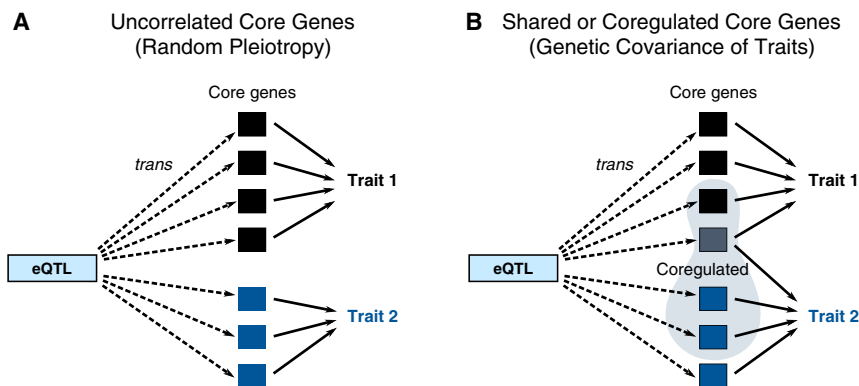 A
Uncorrelated Core Genes
(Random Pleiotropy)
Core genes
trans
Trait 1
eQTL
Trait 2
B
Shared or Coregulated Core Genes
(Genetic Covariance of Traits)
Core genes
trans
Trait 1
eQTL
Coregulated
Trait 2